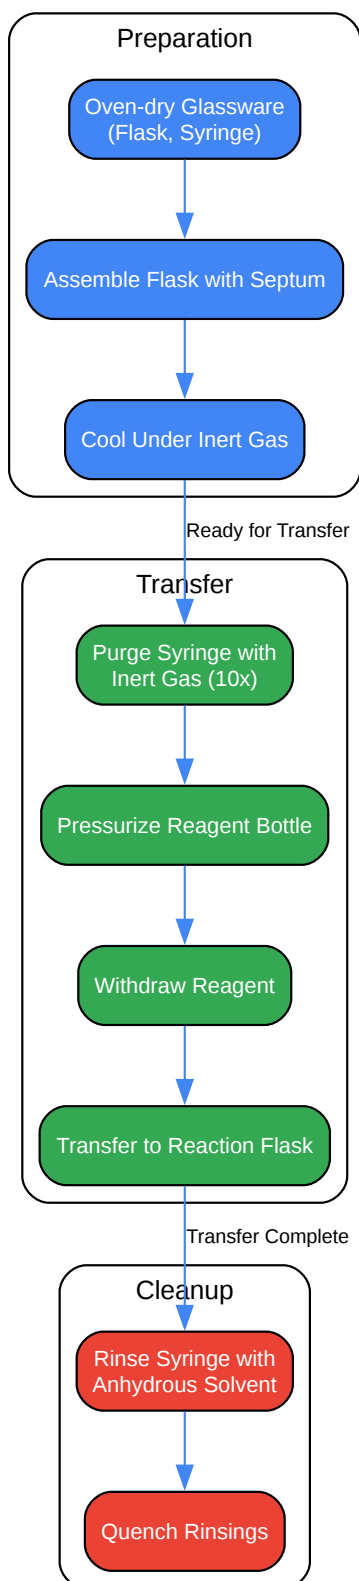 Preparation
Oven-dry Glassware
(Flask, Syringe)
Assemble Flask with Septum
Cool Under Inert Gas
Ready for Transfer
Transfer
Purge Syringe with
Inert Gas (10x)
Pressurize Reagent Bottle
Withdraw Reagent
Transfer to Reaction Flask
Transfer Complete
Cleanup
Rinse Syringe with
Anhydrous Solvent
Quench Rinsings